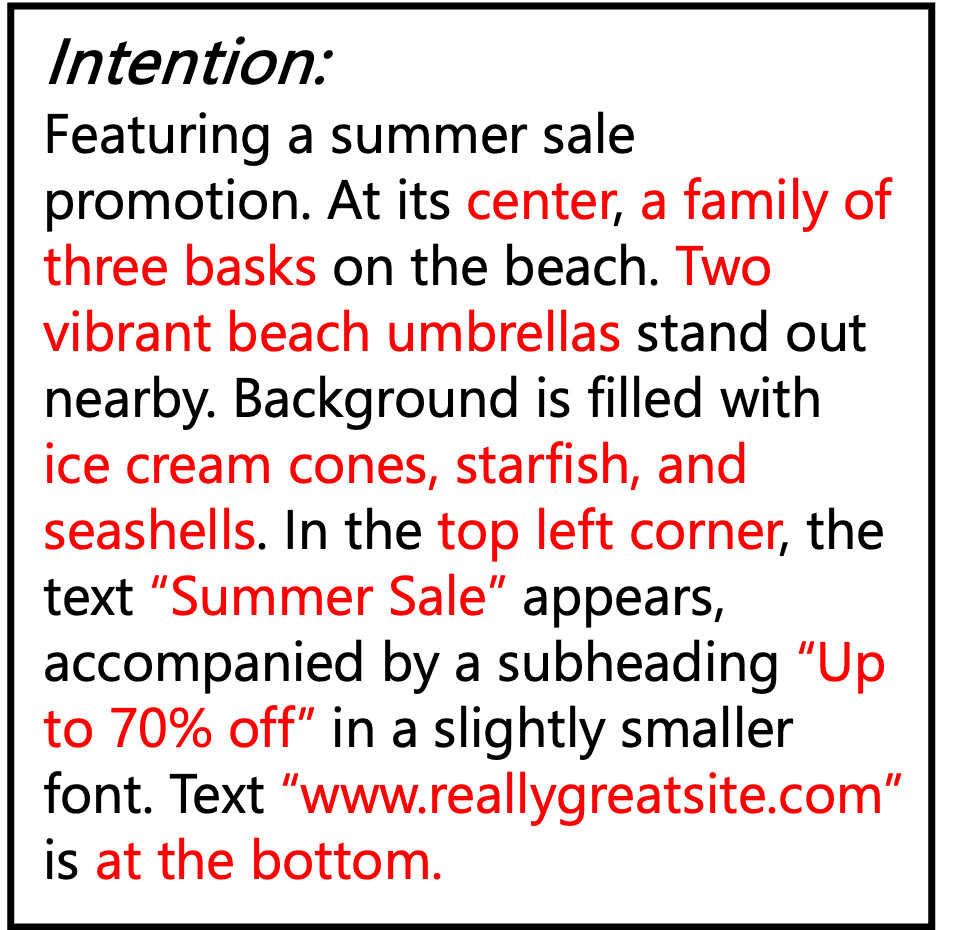 Intention:
Featuring a summer sale
promotion. At its center, a family of
three basks on the beach. Two
vibrant beach umbrellas stand out
nearby. Background is filled with
ice cream cones, starfish, and
seashells. In the top left corner, the
text “Summer Sale” appears,
accompanied by a subheading “Up
to 70% off” in a slightly smaller
font. Text “www.reallygreatsite.com”
is at the bottom.